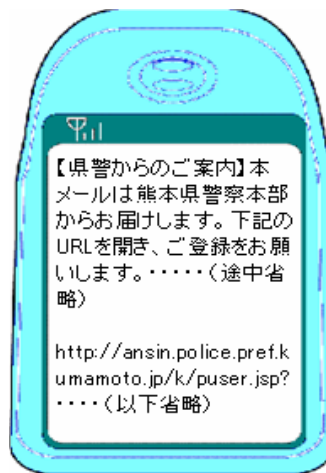 【県警からのご案内】本
メールは熊本県警察本部
からお届けします。下記の
URLを開き、ご登録をお願
いします。・・・・・(途中省
略)
http://ansin.police.pref.k
umamoto.jp/k/puser.jsp?
・・・・(以下省略)